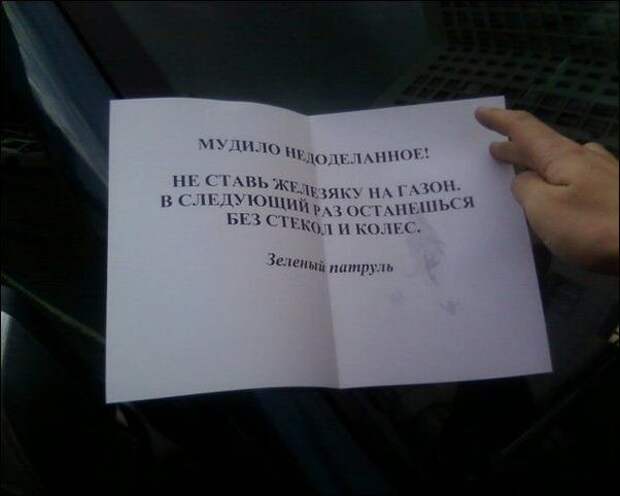 МУДИЛО НЕДОДЕЛАННОЕ!
НЕ СТАВЬ ЖЕЛЕЗЯКУ НА ГАЗОН.
В СЛЕДУЮЩИЙ РАЗ ОСТАНЕШЬСЯ
БЕЗ СТЕКОЛ И КОЛЕС.
Зеленый патруль